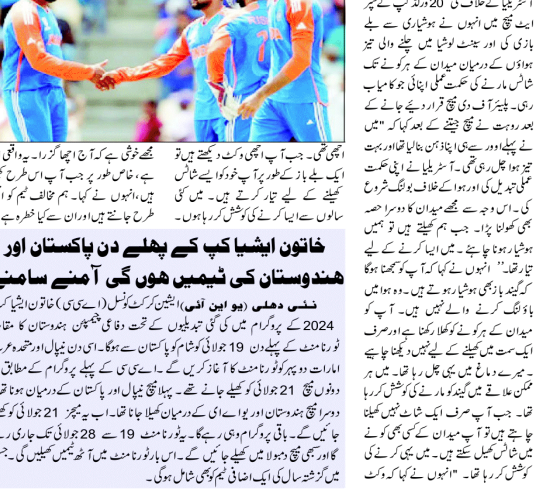 آسٹریلیا کے خلاف ٹی 20 ورلڈ کپ کے سپر
ایٹ میچ میں انہوں نے ہوشیاری سے بلے
بازی کی اور سینٹ لوشیا میں چلنے والی تیز
ہواؤں کے درمیان میدان کے ہر کونے تک
شاٹس مارنے کی حکمت عملی اپنائی جو کامیاب
رہی۔ پلیئر آف دی میچ قرار دیئے جانے کے
بعد روہت نے میچ جیتنے کے بعد کہا کہ "میں
نے پہلے اوور سے ہی اپنا ذہن بنا لیا تھا اور بہت
تیز ہوا چل رہی تھی۔ آسٹریلیا نے اپنی حکمت
عملی تبدیل کی اور ہوا کے خلاف بولنگ شروع
کی۔ اس وجہ سے مجھے میدان کا دوسرا حصہ
بھی کھولنا پڑا۔ جب ہم کھیلتے ہیں تو ہمیں
ہوشیار ہونا چاہئے۔ میں ایسا کرنے کے لیے
تیار تھا۔" انہوں نے کہا کہ آپ کو سمجھنا ہوگا
کہ گیند باز بھی ہوشیار ہوتے ہیں۔ وہ ہوا میں
باؤلنگ کرنے والے نہیں ہیں۔ آپ کو
میدان کے ہر کونے کو کھلا رکھنا ہے اور صرف
ایک سمت میں کھیلنے کے لیے نہیں دیکھنا چاہیے
۔ میرے دماغ میں یہی چل رہا تھا۔ میں ہر
ممکن علاقے میں گیند کو مارنے کی کوشش کر رہا
تھا۔ جب آپ صرف ایک شاٹ نہیں کھیلنا
چاہتے ہیں تو آپ میدان کے کسی بھی کونے
میں شاٹس کھیل سکتے ہیں۔ میں یہی کرنے کی
کوشش کر رہا تھا۔ "انہوں نے کہا کہ وکٹ
اچھی تھی۔ جب آپ اچھی وکٹ دیکھتے ہیں تو
ایک بلے باز کے طور پر آپ خود کو ایسے شاٹس
کھیلنے کے لیے تیار کرتے ہیں۔ میں کئی
سالوں سے ایسا کرنے کی کوشش کر رہا ہوں۔
مجھے خوشی ہے کہ آج اچھا گزرا۔ یہ واقعی
ہے، خاص طور پر جب آپ اس طرح
ہیں، انہوں نے کہا۔ ہم مخالف ٹیم کو
طرح جانتے ہیں اور ان سے کیا خطرہ ہے
خاتون ایشیا کپ کے پہلے دن پاکستان اور
ہندوستان کی ٹیمیں ہوں گی آمنے سامنے
نئی دہلی (یو این آئی) ایشین کرکٹ کونسل (اے سی سی) خاتون ایشیا
2024 کے پروگرام میں کی گئی تبدیلیوں کے تحت دفاعی چیمپئن ہندوستان کا
ٹورنامنٹ کے پہلے دن 19 جولائی کو شام کو پاکستان سے ہوگا۔ اسی دن نیپال اور متحدہ عرب
امارات دوپہر کو ٹورنامنٹ کا آغاز کریں گے۔ اے سی سی کے پہلے پروگرام کے مطابق
دونوں میچ 21 جولائی کو کھیلے جانے تھے۔ پہلا میچ نیپال اور پاکستان کے درمیان ہونا
دوسرا میچ ہندوستان اور یو اے ای کے درمیان کھیلا جانا تھا۔ اب یہ میچز 21 جولائی کو
جائیں گے۔ باقی پروگرام وہی رہے گا۔ یہ ٹورنامنٹ 19 سے 28 جولائی تک جاری
گا اور سبھی میچ دمبولا میں کھیلے جائیں گے۔ اس بار ٹورنامنٹ میں آٹھ ٹیمیں کھیلیں گی۔
میں گزشتہ سال کی ایک اضافی ٹیم کو بھی شامل ہوگی۔